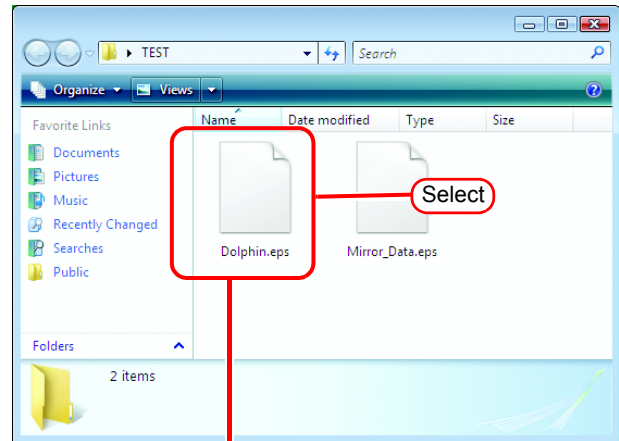 TEST
Search
Organize Views
Name Date modified Type Size
Favorite Links
Documents
Pictures
Music
Recently Changed
Searches
Public
Select
Dolphin.eps Mirror_Data.eps
Folders
2 items